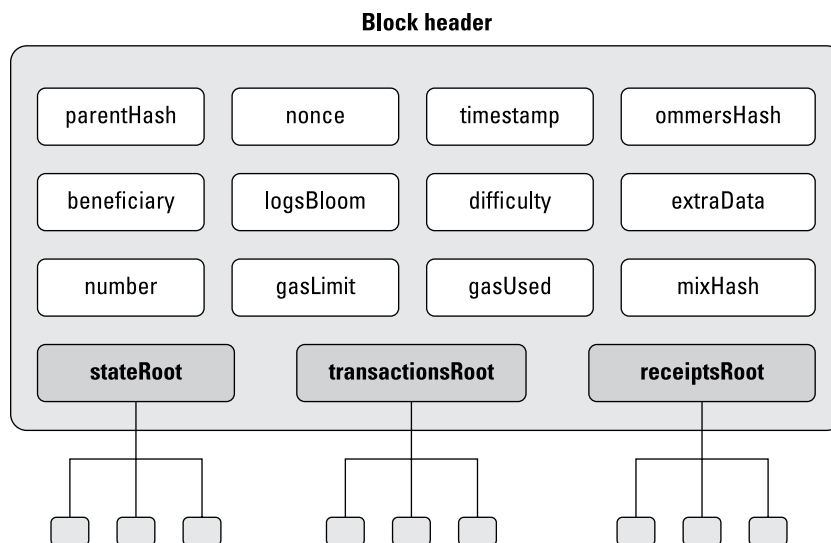 Block header
parentHash nonce timestamp ommersHash
beneficiary logsBloom difficulty extraData
number gasLimit gasUsed mixHash
stateRoot transactionsRoot receiptsRoot